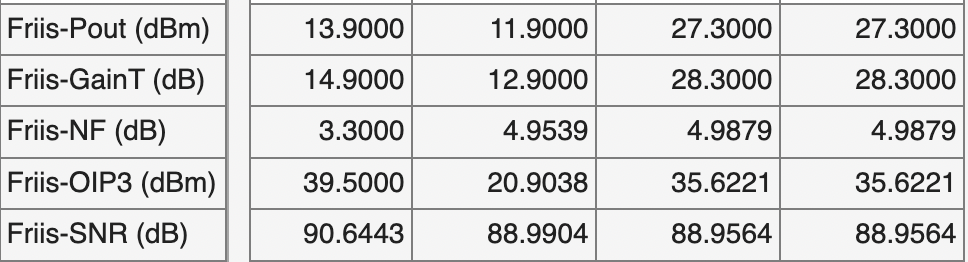 Friis-Pout (dBm) 13.9000 11.9000 27.3000 27.3000
Friis-GainT (dB) 14.9000 12.9000 28.3000 28.3000
Friis-NF (dB) 3.3000 4.9539 4.9879 4.9879
Friis-OIP3 (dBm) 39.5000 20.9038 35.6221 35.6221
Friis-SNR (dB) 90.6443 88.9904 88.9564 88.9564